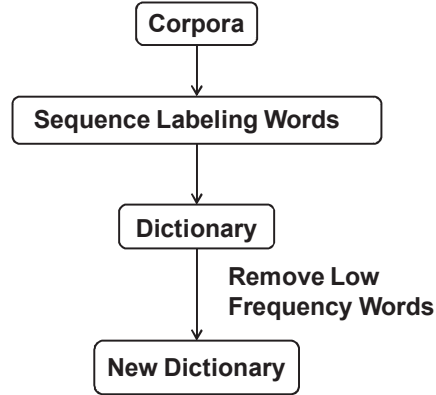 Corpora
Sequence Labeling Words
Dictionary
Remove Low
Frequency Words
New Dictionary